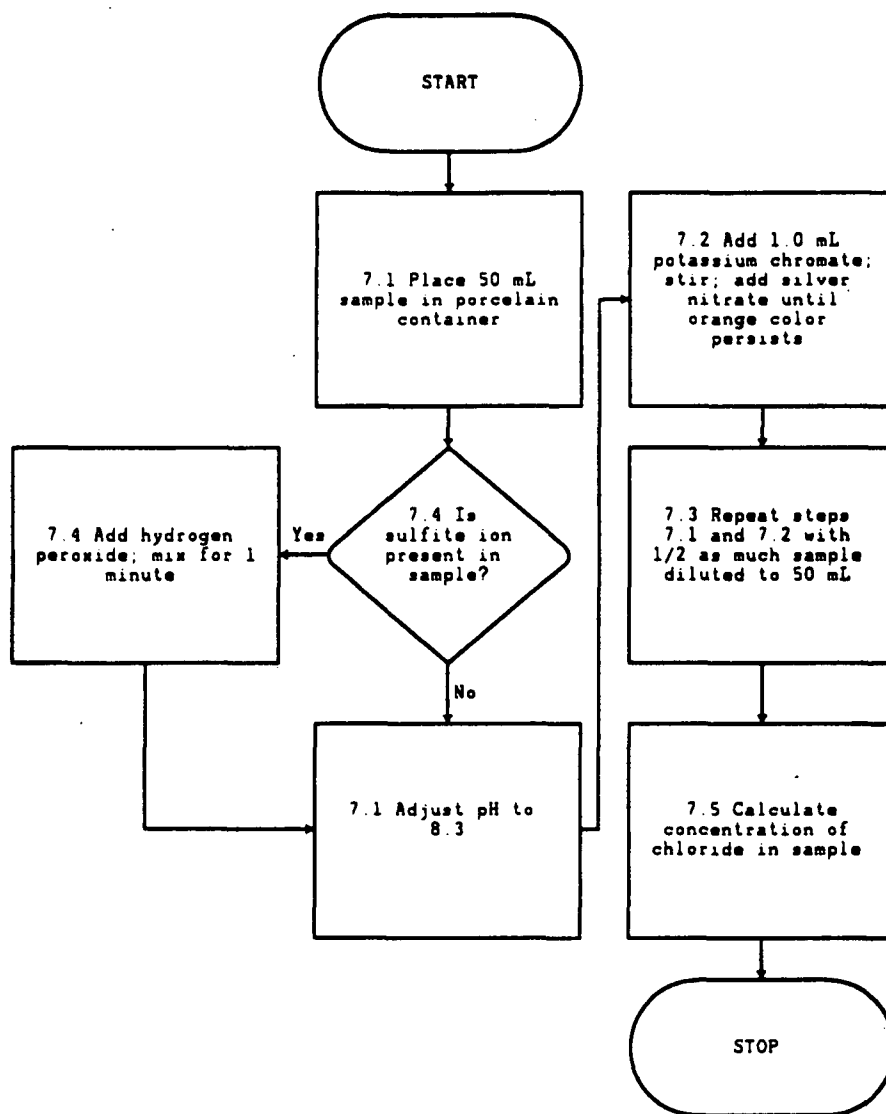 START
7.1 Place 50 mL
sample in porcelain
container
7.4 Is
sulfite ion
present in
sample?
Yes
7.4 Add hydrogen
peroxide; mix for 1
minute
No
7.1 Adjust pH to
8.3
7.2 Add 1.0 mL
potassium chromate;
stir; add silver
nitrate until
orange color
persists
7.3 Repeat steps
7.1 and 7.2 with
1/2 as much sample
diluted to 50 mL
7.5 Calculate
concentration of
chloride in sample
STOP